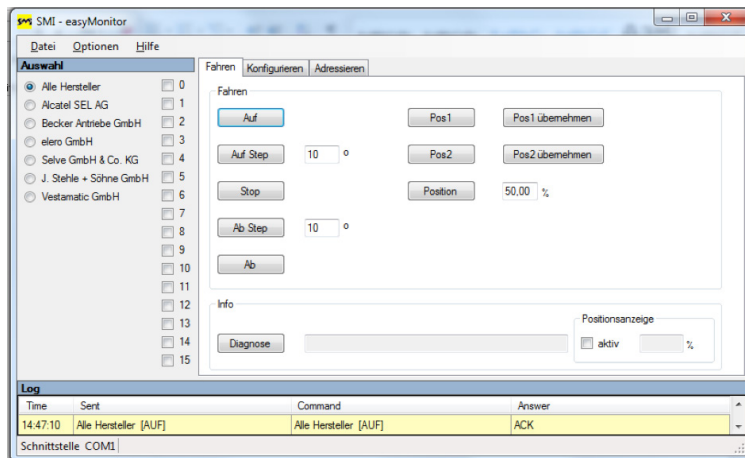 SMI - easyMonitor
Datei Optionen Hilfe
Auswahl
Alle Hersteller
Alcatel SEL AG
Becker Antriebe GmbH
elero GmbH
Selve GmbH & Co. KG
J. Stehle + Söhne GmbH
Vestamatic GmbH
0
1
2
3
4
5
6
7
8
9
10
11
12
13
14
15
Fahren Konfigurieren Adressieren
Fahren
Auf Pos1 Pos1 übernehmen
Auf Step 10 ° Pos2 Pos2 übernehmen
Stop Position 50,00 %
Ab Step 10 °
Ab
Info
Positionsanzeige
Diagnose aktiv %
Log
Time Sent Command Answer
14:47:10 Alle Hersteller [AUF] Alle Hersteller [AUF] ACK
Schnittstelle COM1